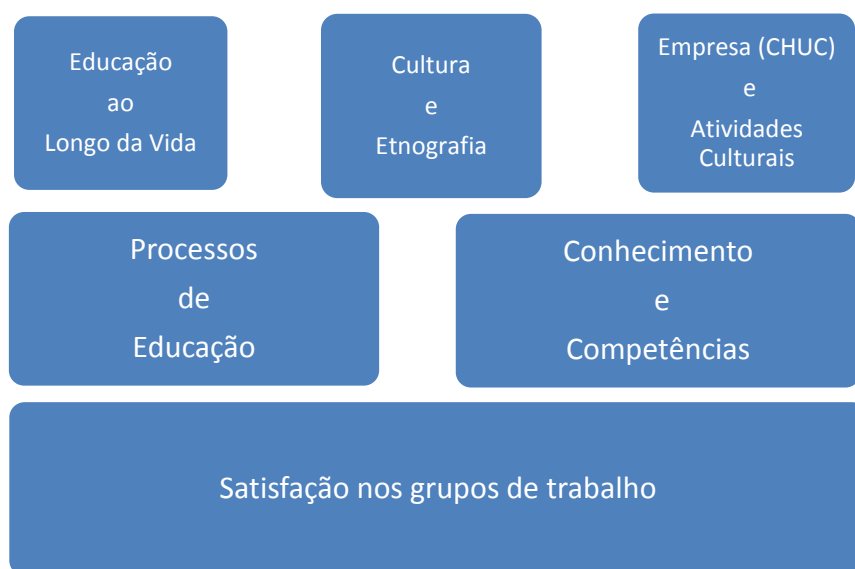 Educação
ao
Longo da Vida
Cultura
e
Etnografia
Empresa (CHUC)
e
Atividades
Culturais
Processos
de
Educação
Conhecimento
e
Competências
Satisfação nos grupos de trabalho